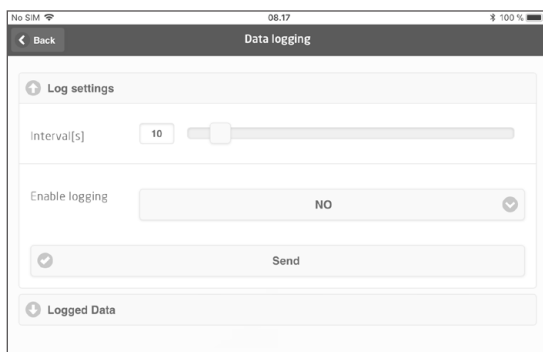 No SIM 08.17 100 %
Back Data logging
Log settings
Interval[s] 10
Enable logging NO
Send
Logged Data